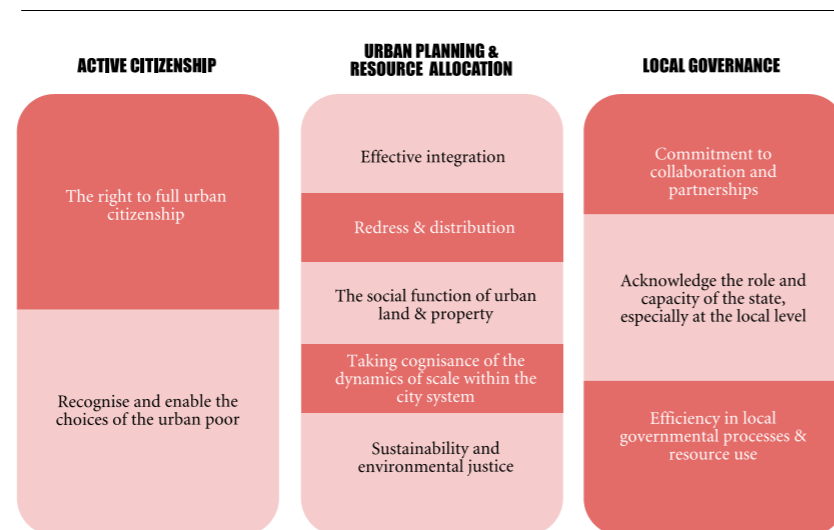 ACTIVE CITIZENSHIP
The right to full urban
citizenship
Recognise and enable the
choices of the urban poor
URBAN PLANNING &
RESOURCE ALLOCATION
Effective integration
Redress & distribution
The social function of urban
land & property
Taking cognisance of the
dynamics of scale within the
city system
Sustainability and
environmental justice
LOCAL GOVERNANCE
Commitment to
collaboration and
partnerships
Acknowledge the role and
capacity of the state,
especially at the local level
Efficiency in local
governmental processes &
resource use